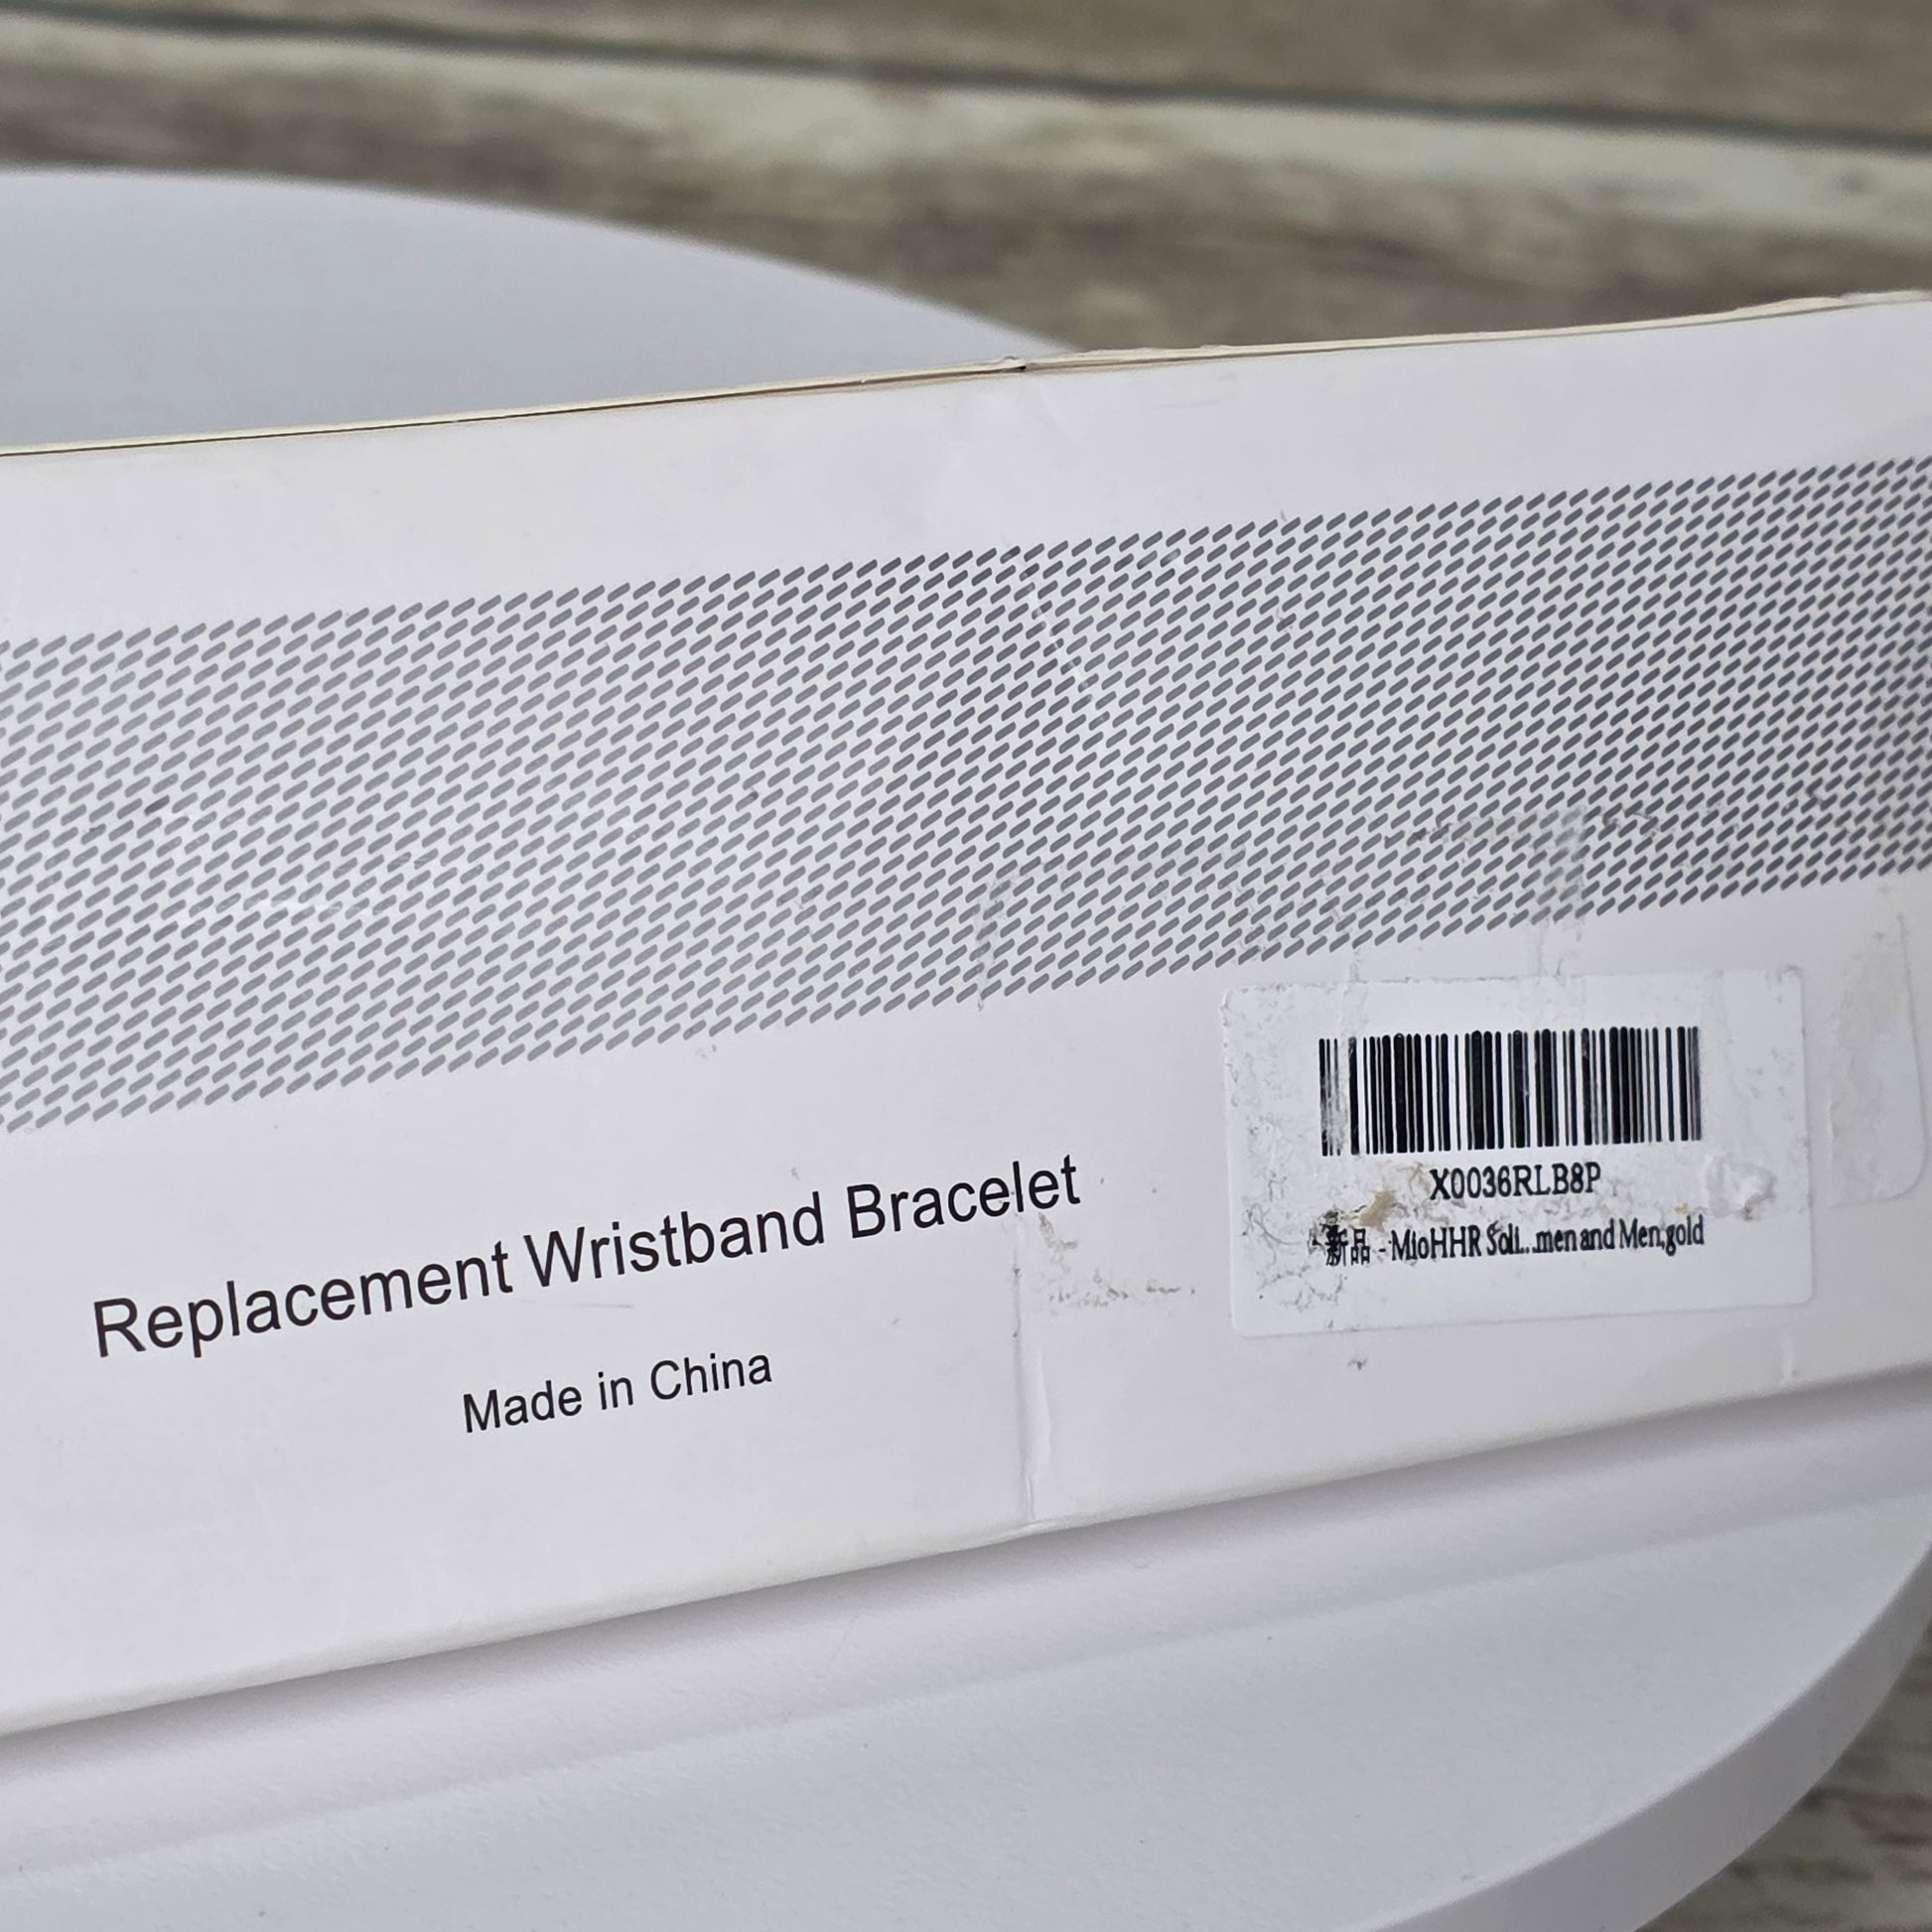 Replacement Wristband Bracelet
Made in China
X0036RLB8P
新品 - MioHHR Soli...men and Men,gold